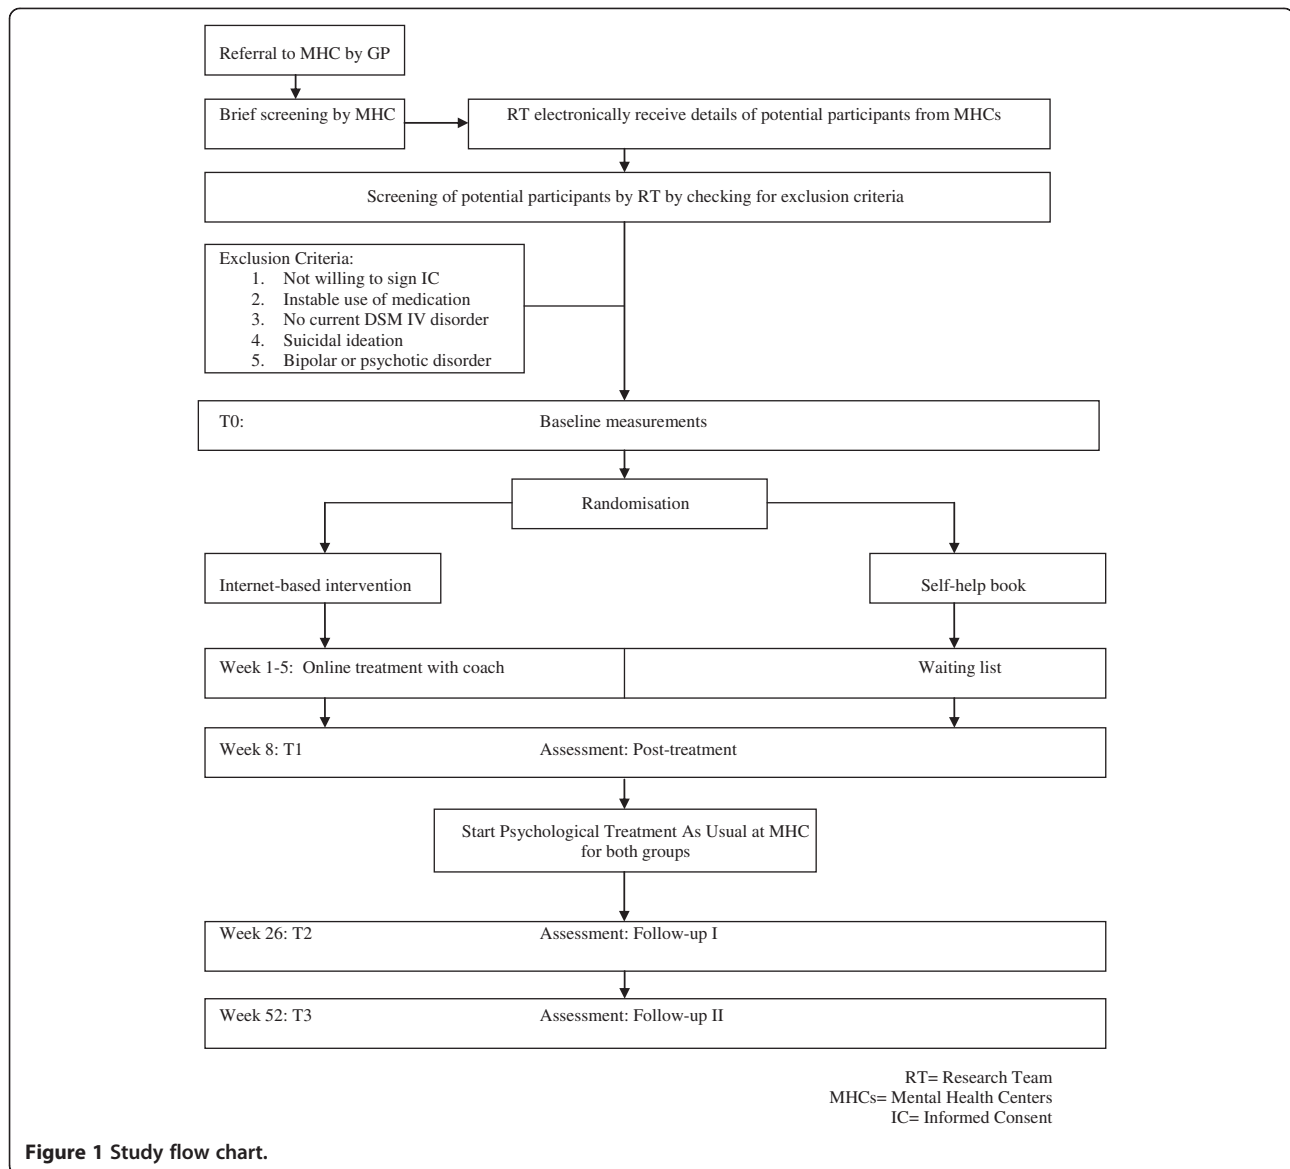 Referral to MHC by GP
Brief screening by MHC
RT electronically receive details of potential participants from MHCs
Screening of potential participants by RT by checking for exclusion criteria
Exclusion Criteria:
1. Not willing to sign IC
2. Instable use of medication
3. No current DSM IV disorder
4. Suicidal ideation
5. Bipolar or psychotic disorder
T0: Baseline measurements
Randomisation
Internet-based intervention
Self-help book
Week 1-5: Online treatment with coach
Waiting list
Week 8: T1 Assessment: Post-treatment
Start Psychological Treatment As Usual at MHC
for both groups
Week 26: T2 Assessment: Follow-up I
Week 52: T3 Assessment: Follow-up II
RT= Research Team
MHCs= Mental Health Centers
IC= Informed Consent
Figure 1 Study flow chart.